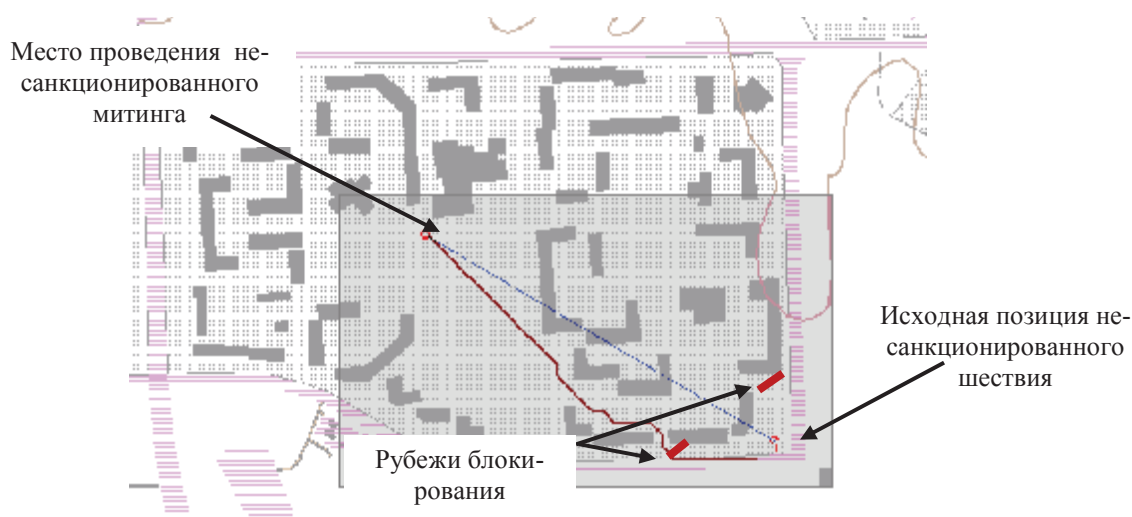 Место проведения не-
санкционированного
митинга
Исходная позиция не-
санкционированного
шествия
Рубежи блоки-
рования